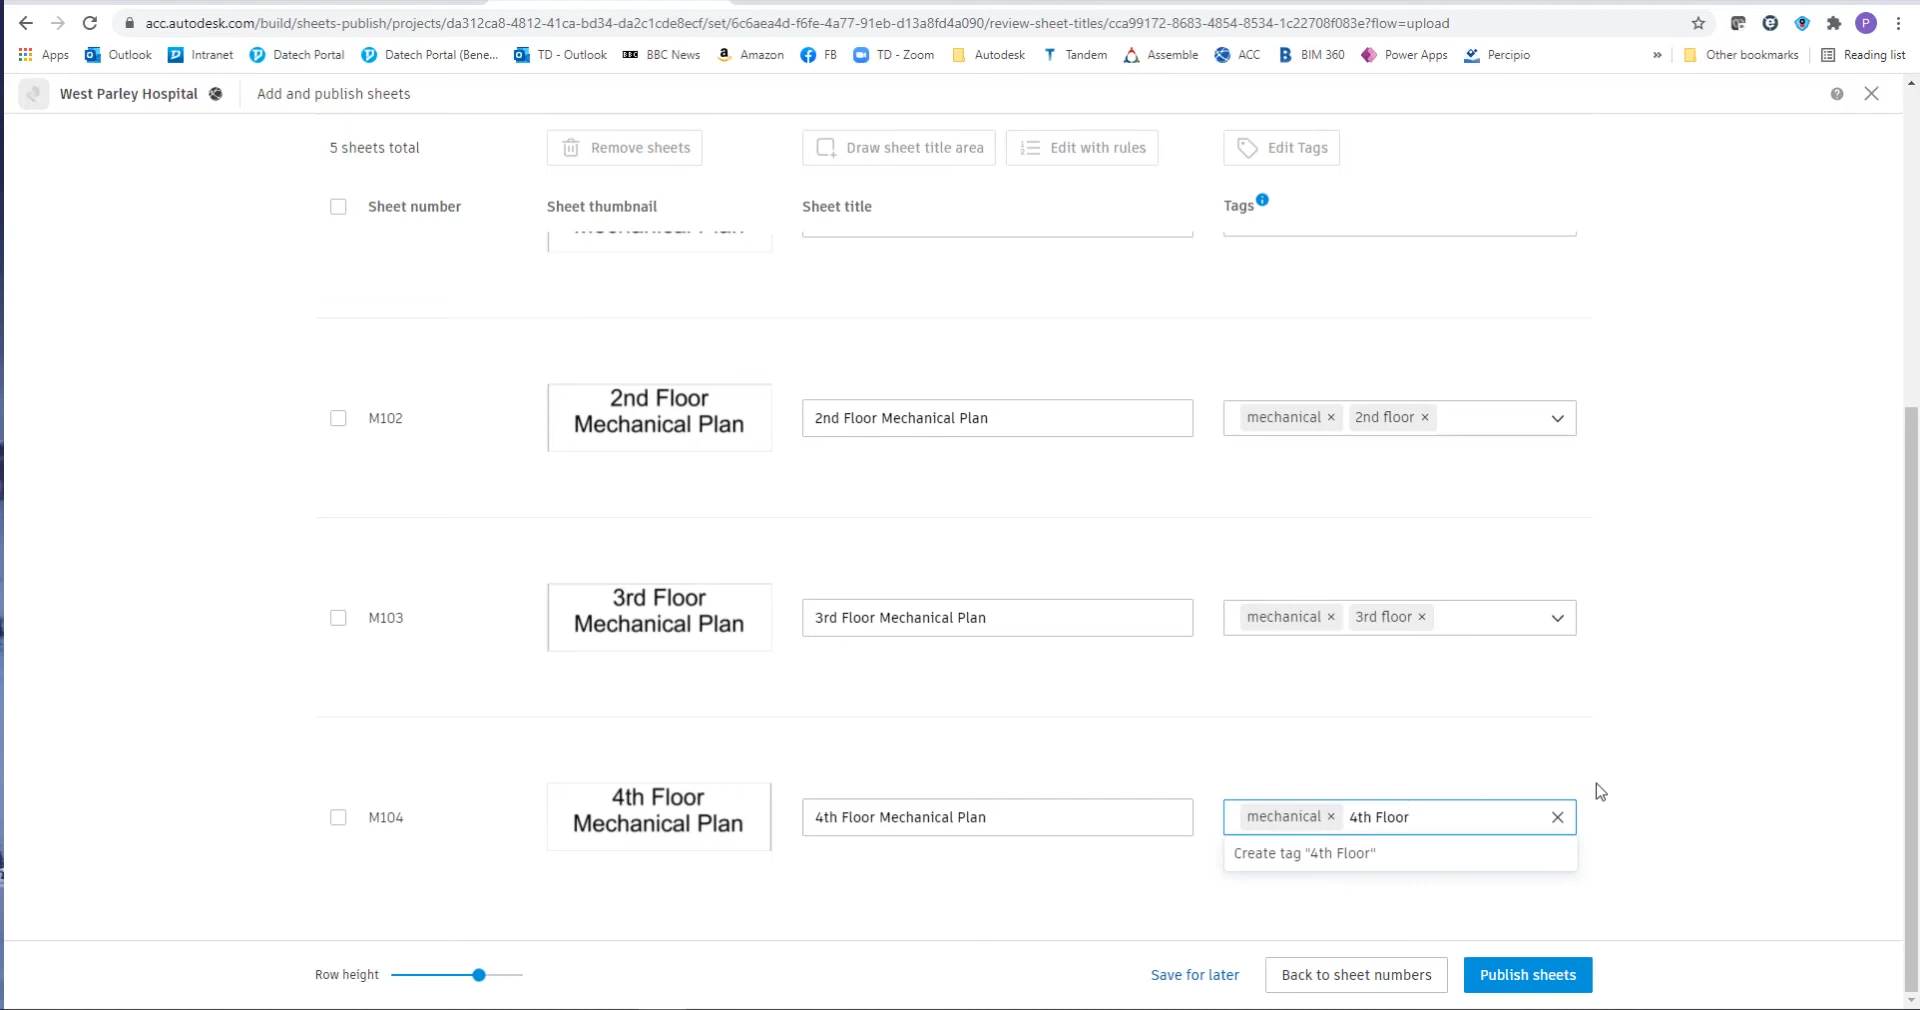 acc.autodesk.com/build/sheets-publish/projects/da312ca8-4812-41ca-bd34-da2c1cde8ecf/set/6c6aea4d-f6fe-4a77-91eb-d13a8fd4a090/review-sheet-titles/cca99172-8683-4854-8534-1c22708f083e?flow=upload
P
Apps Outlook Intranet Datech Portal Datech Portal (Bene... TD - Outlook BBC BBC News Amazon FB TD - Zoom Autodesk Tandem Assemble ACC BIM 360 Power Apps Percipio » Other bookmarks Reading list
West Parley Hospital Add and publish sheets
5 sheets total Remove sheets Draw sheet title area Edit with rules Edit Tags
Sheet number Sheet thumbnail Sheet title Tags
M102
2nd Floor
Mechanical Plan
2nd Floor Mechanical Plan
mechanical × 2nd floor ×
M103
3rd Floor
Mechanical Plan
3rd Floor Mechanical Plan
mechanical × 3rd floor ×
M104
4th Floor
Mechanical Plan
4th Floor Mechanical Plan
mechanical × 4th Floor
Create tag "4th Floor"
Row height Save for later Back to sheet numbers Publish sheets